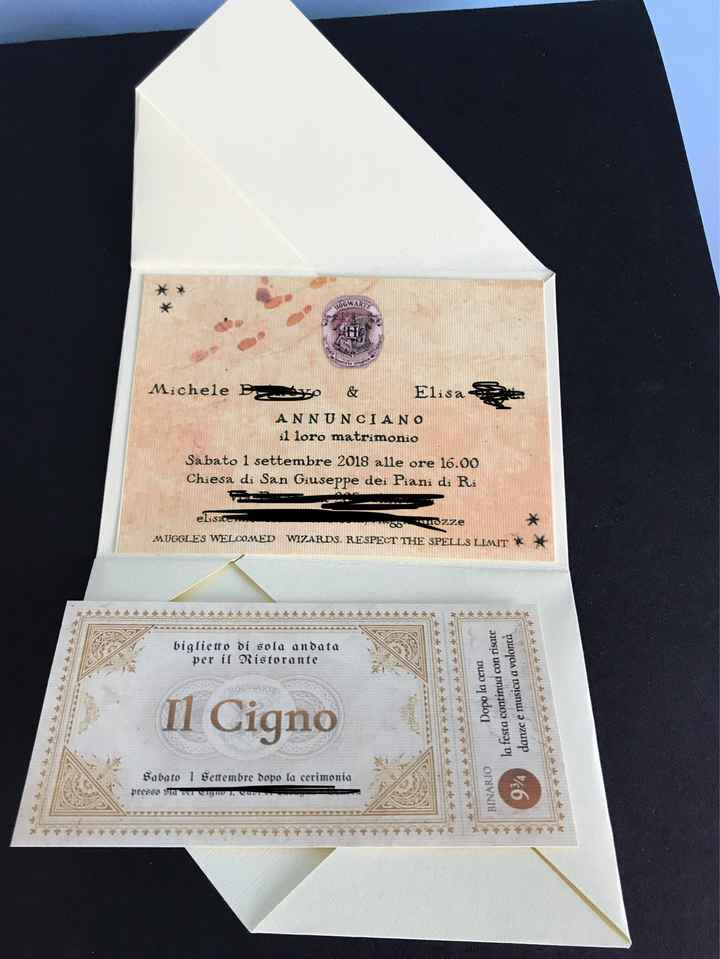 HOGWARTS
Michele & Elisa
ANNUNCIANO
il loro matrimonio
Sabato 1 settembre 2018 alle ore 16.00
Chiesa di San Giuseppe dei Piani di Ri
MUGGLES WELCOMED WIZARDS. RESPECT THE SPELLS LIMIT
biglietto di sola andata
per il Ristorante
Il Cigno
Sabato 1 Settembre dopo la cerimonia
presso
BINARIO
9¾
Dopo la cena
la festa continua con risate
danze e musica a volontà